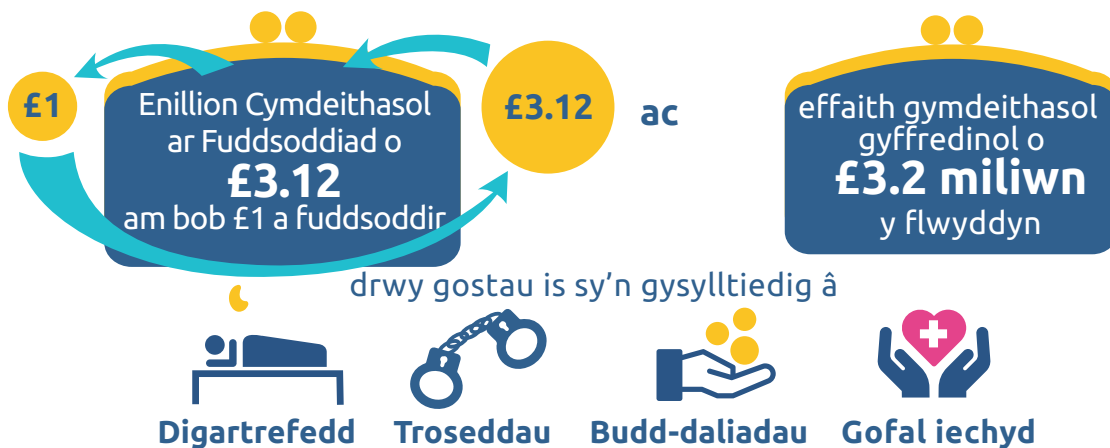 £1
Enillion Cymdeithasol
ar Fuddsoddiad o
£3.12
am bob £1 a fuddsoddir
£3.12
ac
effaith gymdeithasol
gyffredinol o
£3.2 miliwn
y flwyddyn
drwy gostau is sy’n gysylltiedig â
Digartrefedd
Troseddau
Budd-daliadau
Gofal iechyd